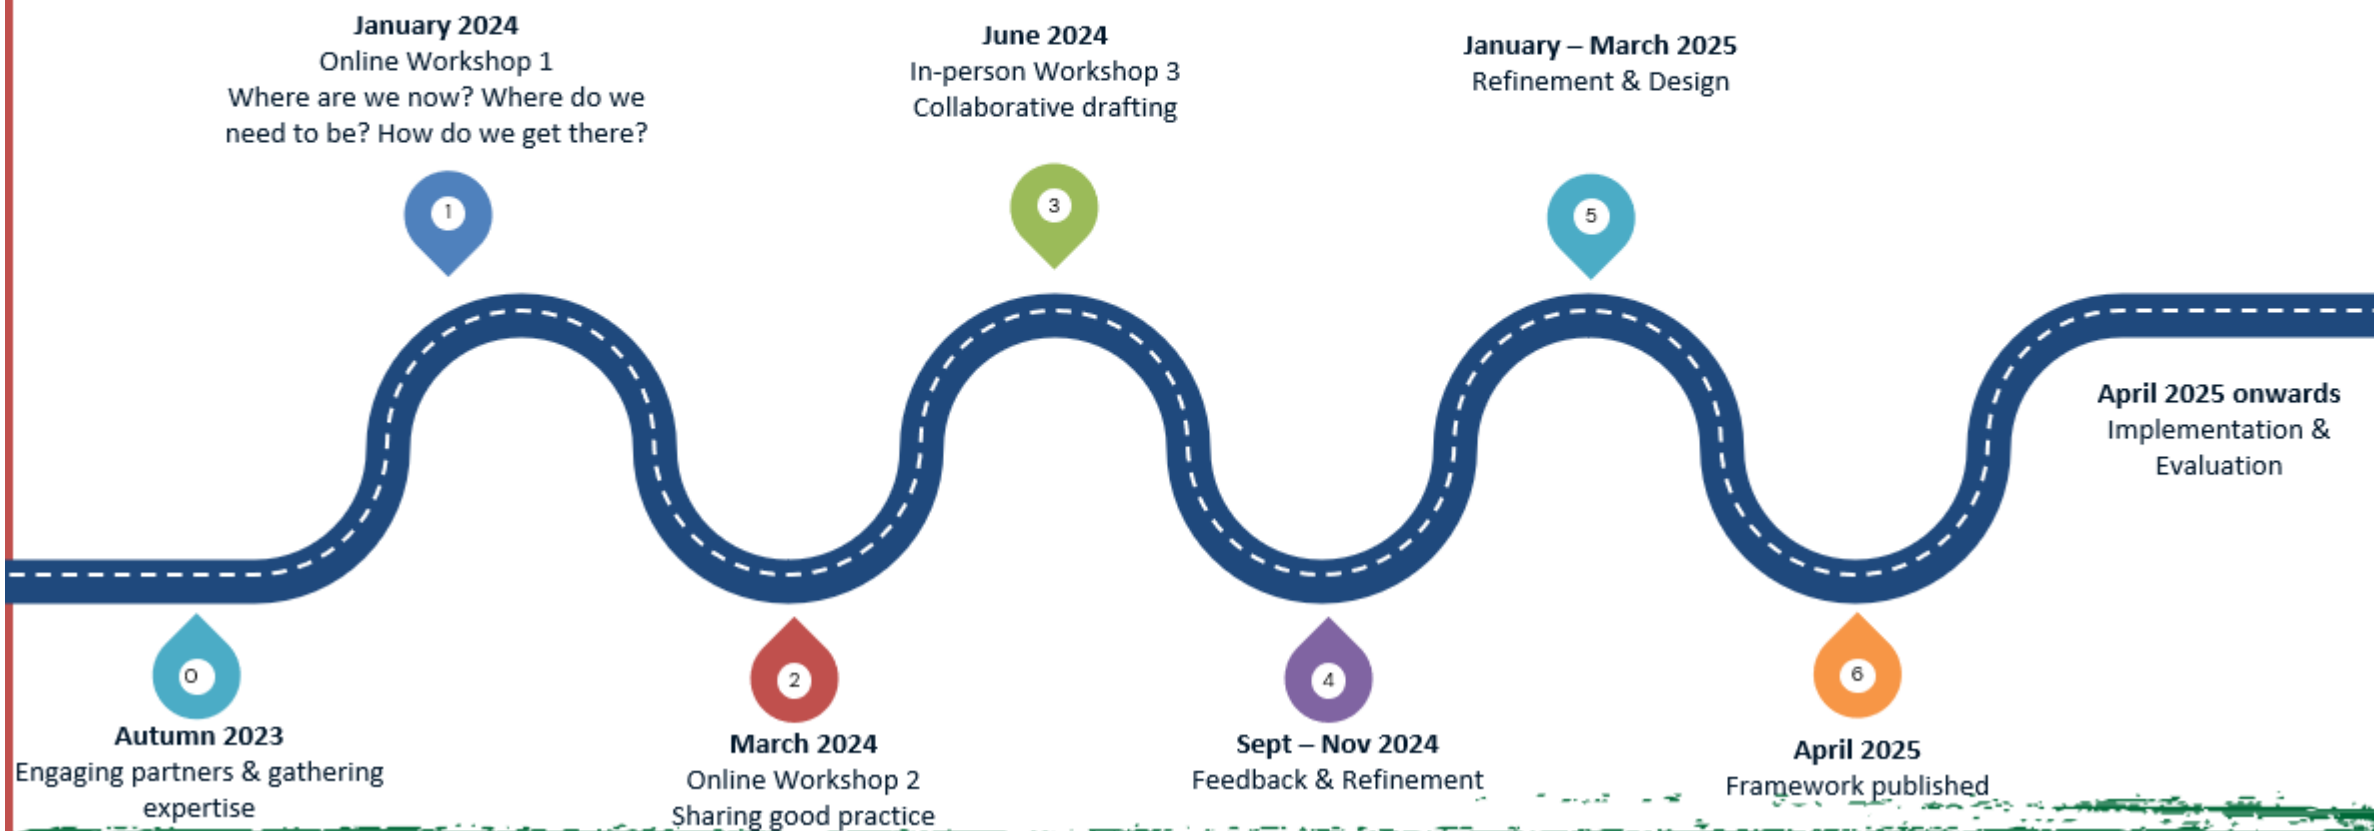 January 2024
Online Workshop 1
Where are we now? Where do we
need to be? How do we get there?
June 2024
In-person Workshop 3
Collaborative drafting
January – March 2025
Refinement & Design
1
3
5
April 2025 onwards
Implementation &
Evaluation
0
2
4
6
Autumn 2023
Engaging partners & gathering
expertise
March 2024
Online Workshop 2
Sharing good practice
Sept – Nov 2024
Feedback & Refinement
April 2025
Framework published